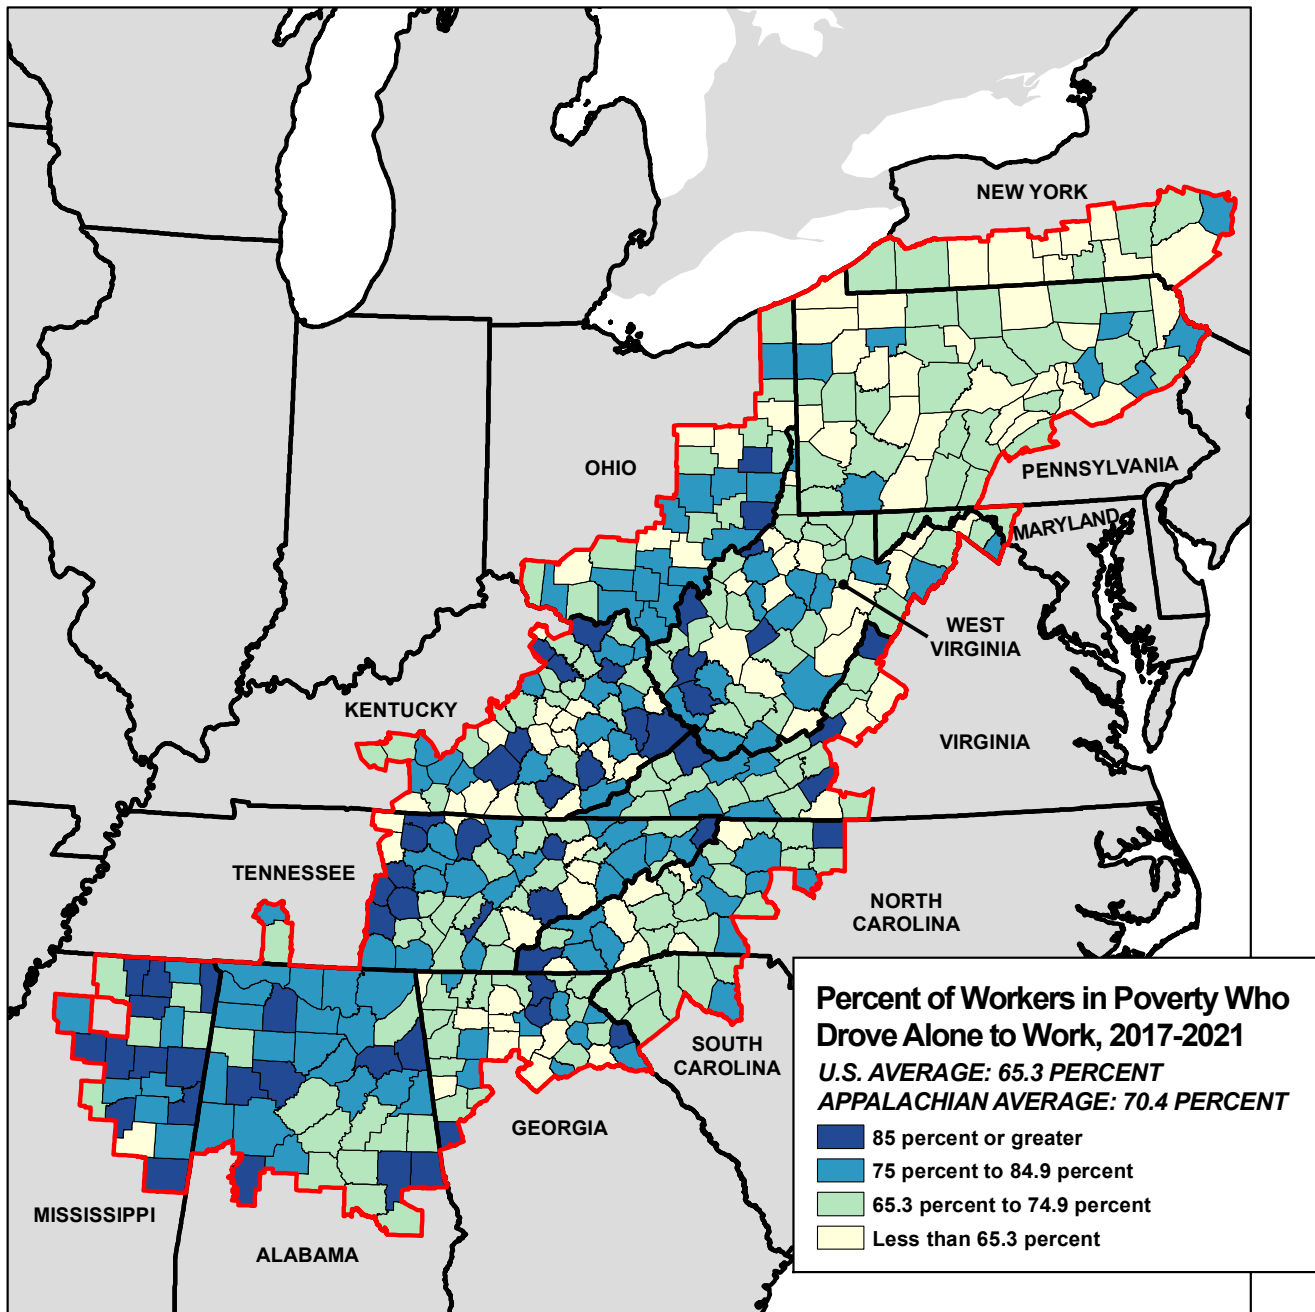 NEW YORK
OHIO
PENNSYLVANIA
MARYLAND
WEST
VIRGINIA
KENTUCKY
VIRGINIA
TENNESSEE
NORTH
CAROLINA
SOUTH
CAROLINA
GEORGIA
MISSISSIPPI
ALABAMA
Percent of Workers in Poverty Who
Drove Alone to Work, 2017-2021
U.S. AVERAGE: 65.3 PERCENT
APPALACHIAN AVERAGE: 70.4 PERCENT
85 percent or greater
75 percent to 84.9 percent
65.3 percent to 74.9 percent
Less than 65.3 percent